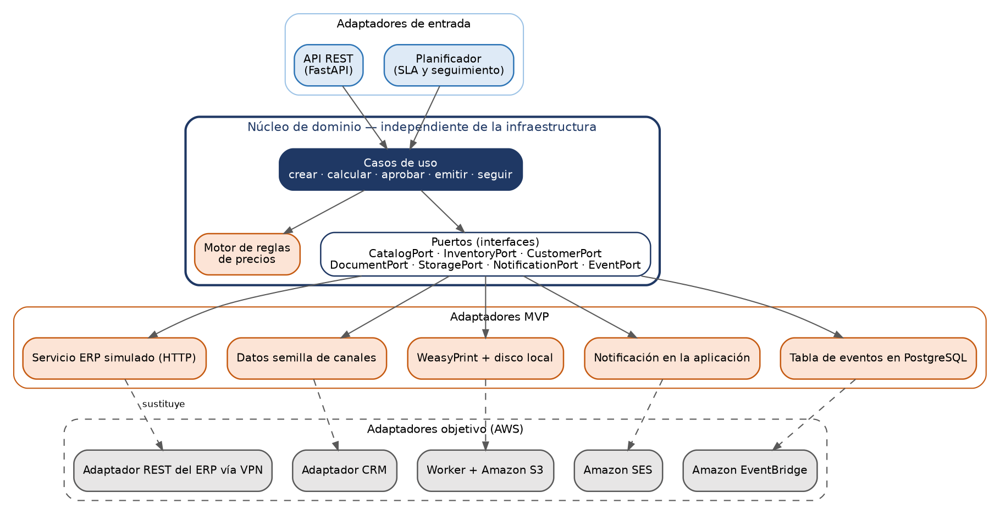 Adaptadores de entrada
API REST
(FastAPI)
Planificador
(SLA y seguimiento)
Núcleo de dominio — independiente de la infraestructura
Casos de uso
crear · calcular · aprobar · emitir · seguir
Motor de reglas
de precios
Puertos (interfaces)
CatalogPort · InventoryPort · CustomerPort
DocumentPort · StoragePort · NotificationPort · EventPort
Adaptadores MVP
Servicio ERP simulado (HTTP)
Datos semilla de canales
WeasyPrint + disco local
Notificación en la aplicación
Tabla de eventos en PostgreSQL
sustituye
Adaptadores objetivo (AWS)
Adaptador REST del ERP vía VPN
Adaptador CRM
Worker + Amazon S3
Amazon SES
Amazon EventBridge